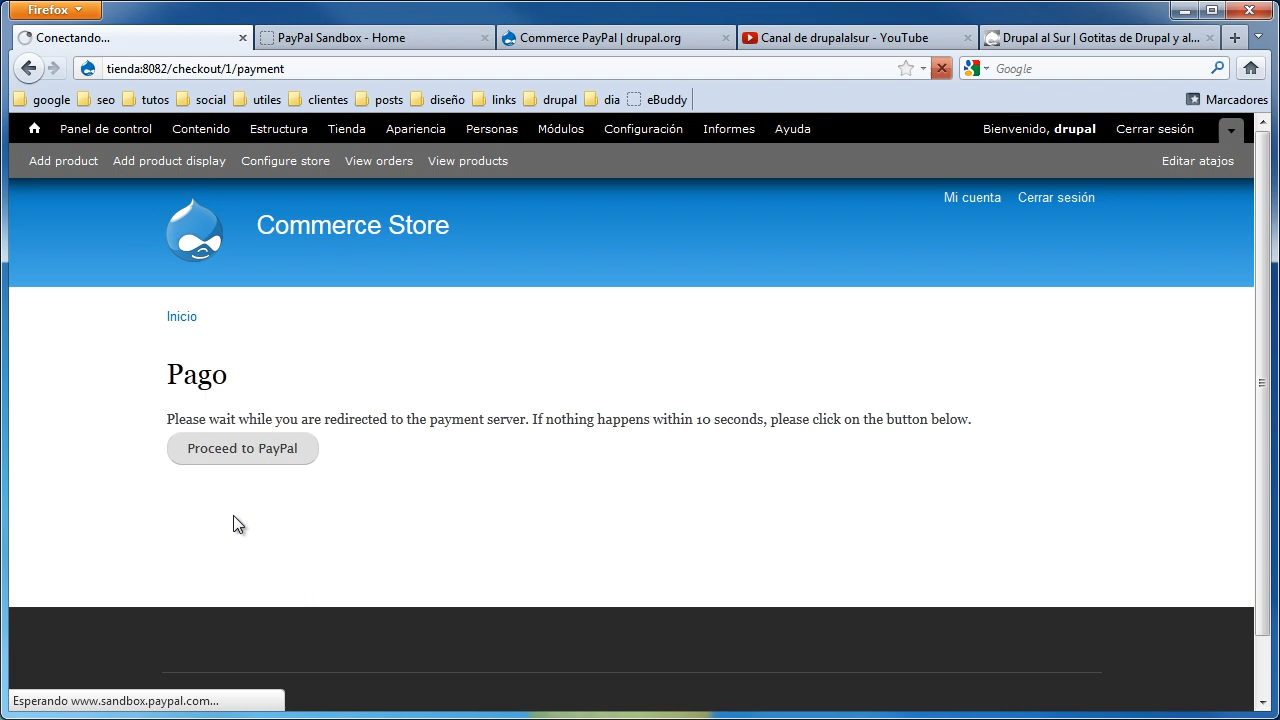 Firefox
Conectando...
PayPal Sandbox - Home
Commerce PayPal | drupal.org
Canal de drupalalsur - YouTube
Drupal al Sur | Gotitas de Drupal y al...
tienda:8082/checkout/1/payment
Google
google seo tutos social utiles clientes posts diseño links drupal dia eBuddy
Marcadores
Panel de control Contenido Estructura Tienda Apariencia Personas Módulos Configuración Informes Ayuda
Bienvenido, drupal Cerrar sesión
Add product Add product display Configure store View orders View products
Editar atajos
Mi cuenta Cerrar sesión
Commerce Store
Inicio
Pago
Please wait while you are redirected to the payment server. If nothing happens within 10 seconds, please click on the button below.
Proceed to PayPal
Esperando www.sandbox.paypal.com...